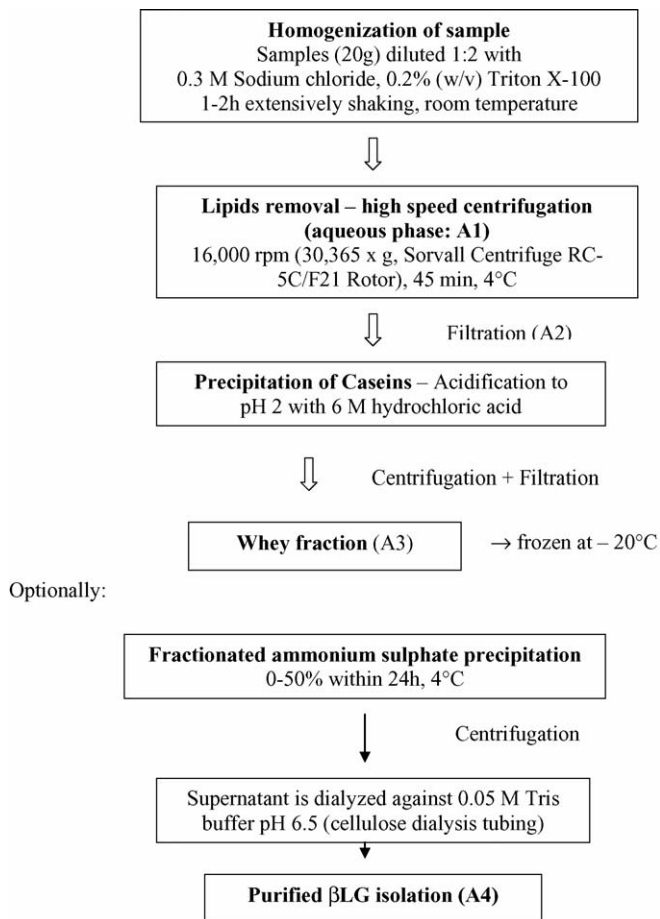 Homogenization of sample
Samples (20g) diluted 1:2 with
0.3 M Sodium chloride, 0.2% (w/v) Triton X-100
1-2h extensively shaking, room temperature
Lipids removal – high speed centrifugation
(aqueous phase: A1)
16,000 rpm (30,365 x g, Sorvall Centrifuge RC-
5C/F21 Rotor), 45 min, 4°C
Filtration (A2)
Precipitation of Caseins – Acidification to
pH 2 with 6 M hydrochloric acid
Centrifugation + Filtration
Whey fraction (A3) → frozen at – 20°C
Optionally:
Fractionated ammonium sulphate precipitation
0-50% within 24h, 4°C
Centrifugation
Supernatant is dialyzed against 0.05 M Tris
buffer pH 6.5 (cellulose dialysis tubing)
Purified βLG isolation (A4)